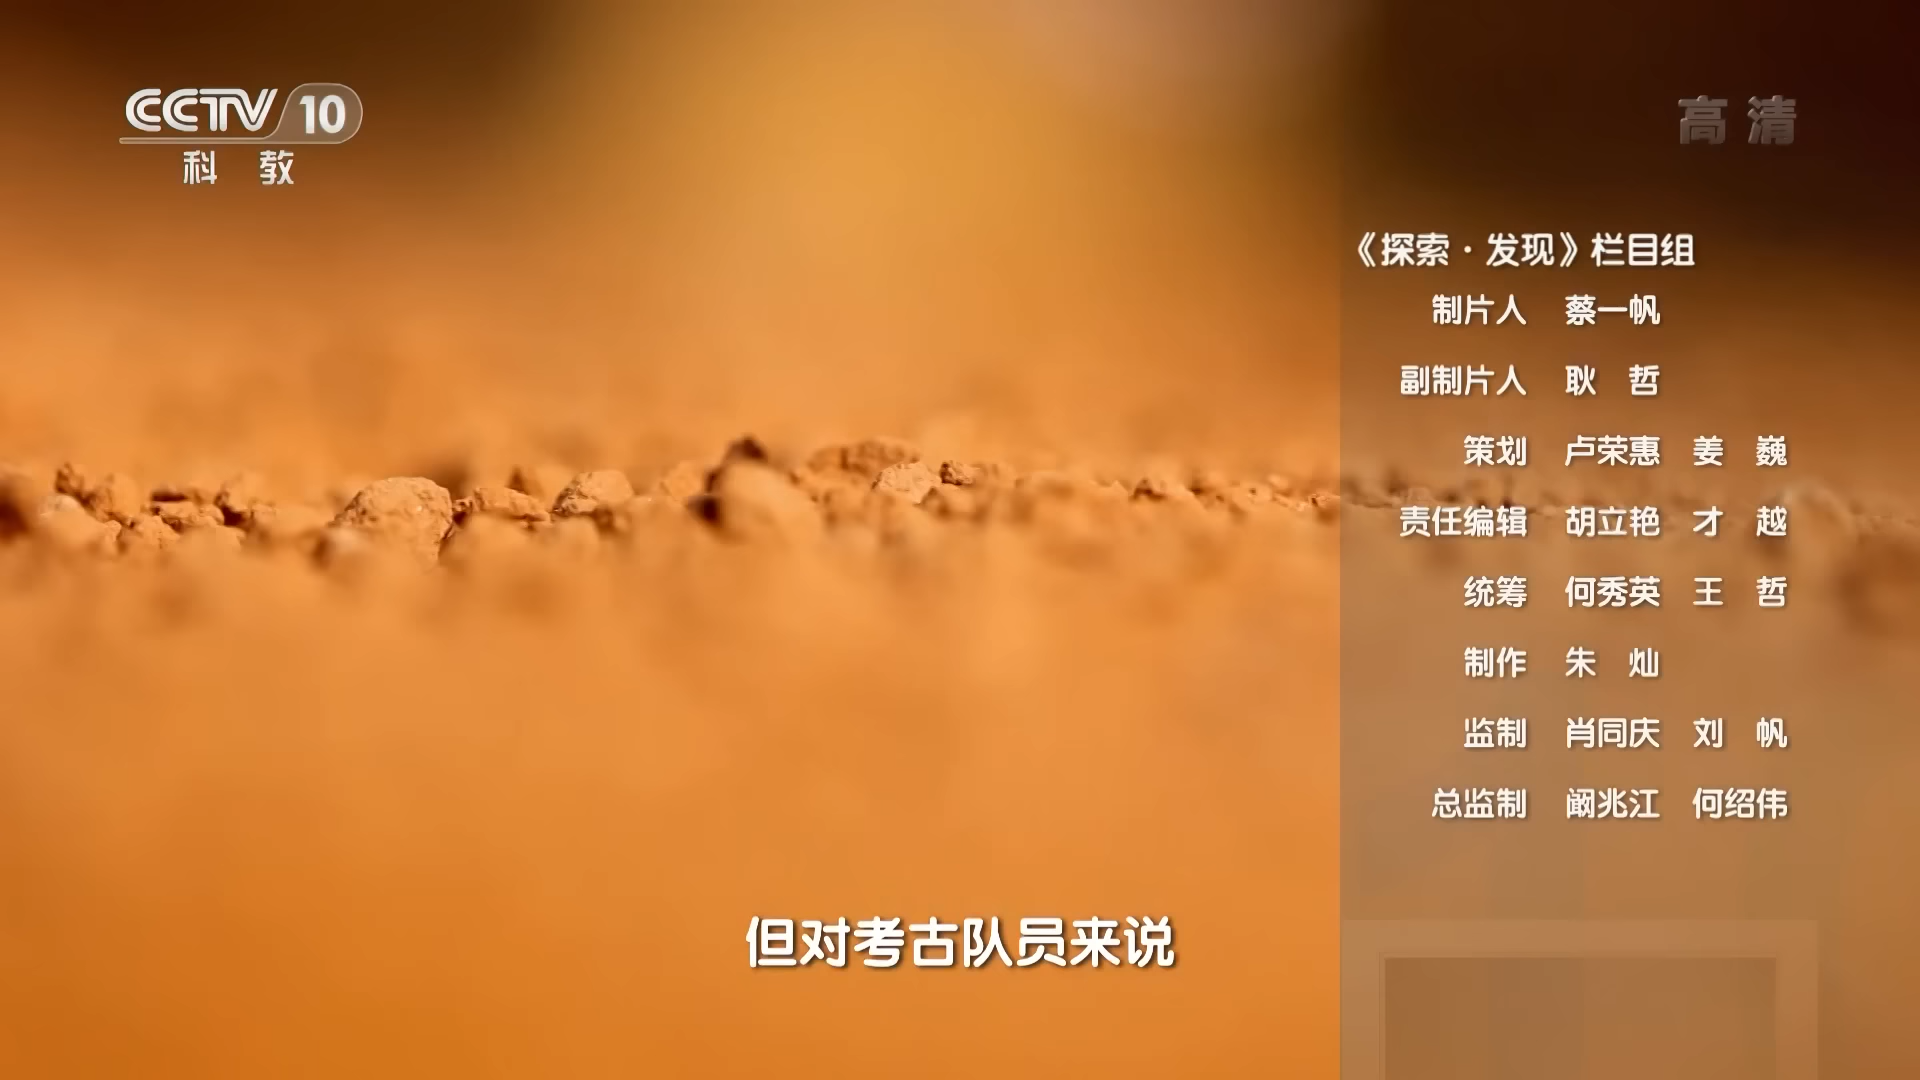 CCTV 10
科 教
高 清
《探索·发现》栏目组
制片人 蔡一帆
副制片人 耿 哲
策划 卢荣惠 姜 巍
责任编辑 胡立艳 才 越
统筹 何秀英 王 哲
制作 朱 灿
监制 肖同庆 刘 帆
总监制 阚兆江 何绍伟
但对考古队员来说